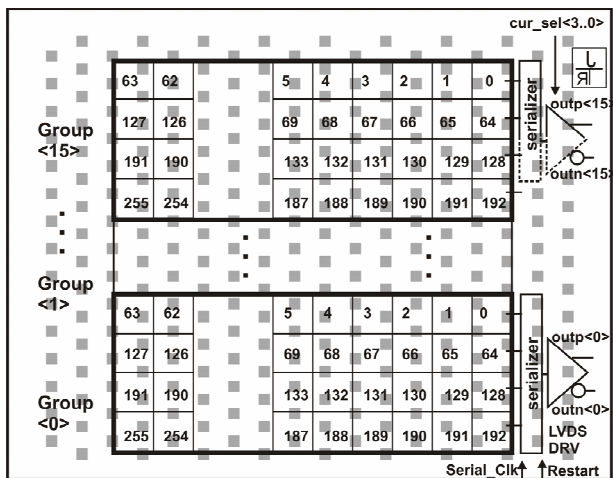 cur_sel<3..0>
63 62 5 4 3 2 1 0
outp<15>
Group
<15>
127 126 69 68 67 66 65 64
serializer
191 190 133 132 131 130 129 128
outn<15>
255 254 187 188 189 190 191 192
Group
<1>
63 62 5 4 3 2 1 0
outp<0>
127 126 69 68 67 66 65 64
serializer
191 190 133 132 131 130 129 128
Group
<0>
outn<0>
255 254 187 188 189 190 191 192
LVDS
DRV
Serial_Clk Restart